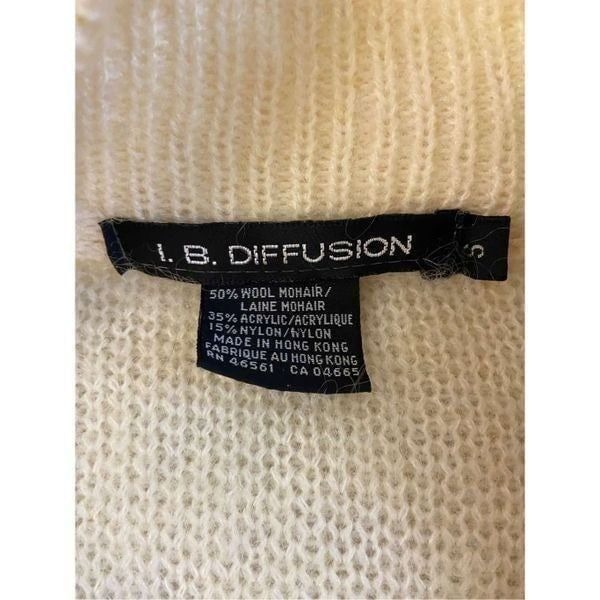 I. B. DIFFUSION
S
50% WOOL MOHAIR/
LAINE MOHAIR
35% ACRYLIC/ACRYLIQUE
15% NYLON/NYLON
MADE IN HONG KONG
FABRIQUE AU HONG KONG
RN 46561 CA 04665